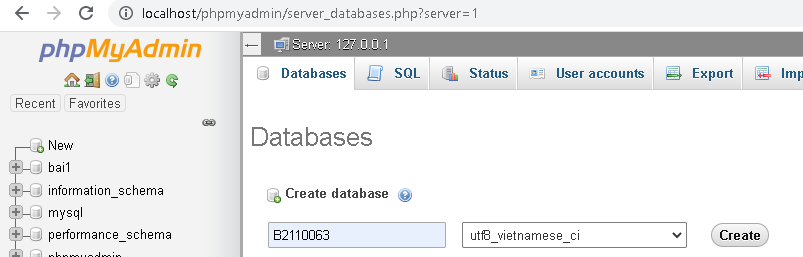 localhost/phpmyadmin/server_databases.php?server=1
phpMyAdmin
Recent Favorites
New
bai1
information_schema
mysql
performance_schema
phpmyadmin
Server: 127.0.0.1
Databases SQL Status User accounts Export Imp
Databases
Create database
B2110063 utf8_vietnamese_ci Create